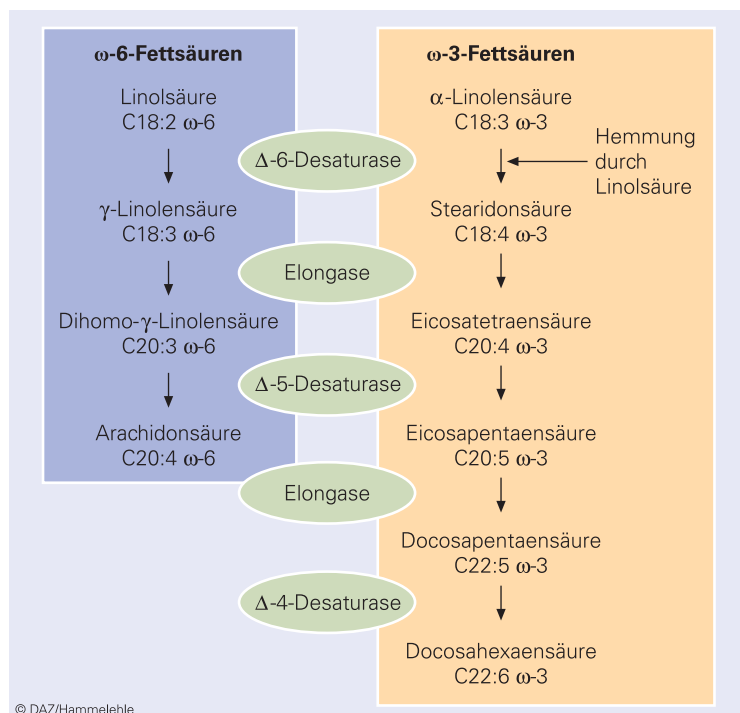 ω-6-Fettsäuren
Linolsäure
C18:2 ω-6
γ-Linolensäure
C18:3 ω-6
Dihomo-γ-Linolensäure
C20:3 ω-6
Arachidonsäure
C20:4 ω-6
Δ-6-Desaturase
Elongase
Δ-5-Desaturase
Elongase
Δ-4-Desaturase
ω-3-Fettsäuren
α-Linolensäure
C18:3 ω-3
Hemmung
durch
Linolsäure
Stearidonsäure
C18:4 ω-3
Eicosatetraensäure
C20:4 ω-3
Eicosapentaensäure
C20:5 ω-3
Docosapentaensäure
C22:5 ω-3
Docosahexaensäure
C22:6 ω-3
© DAZ/Hammelehle